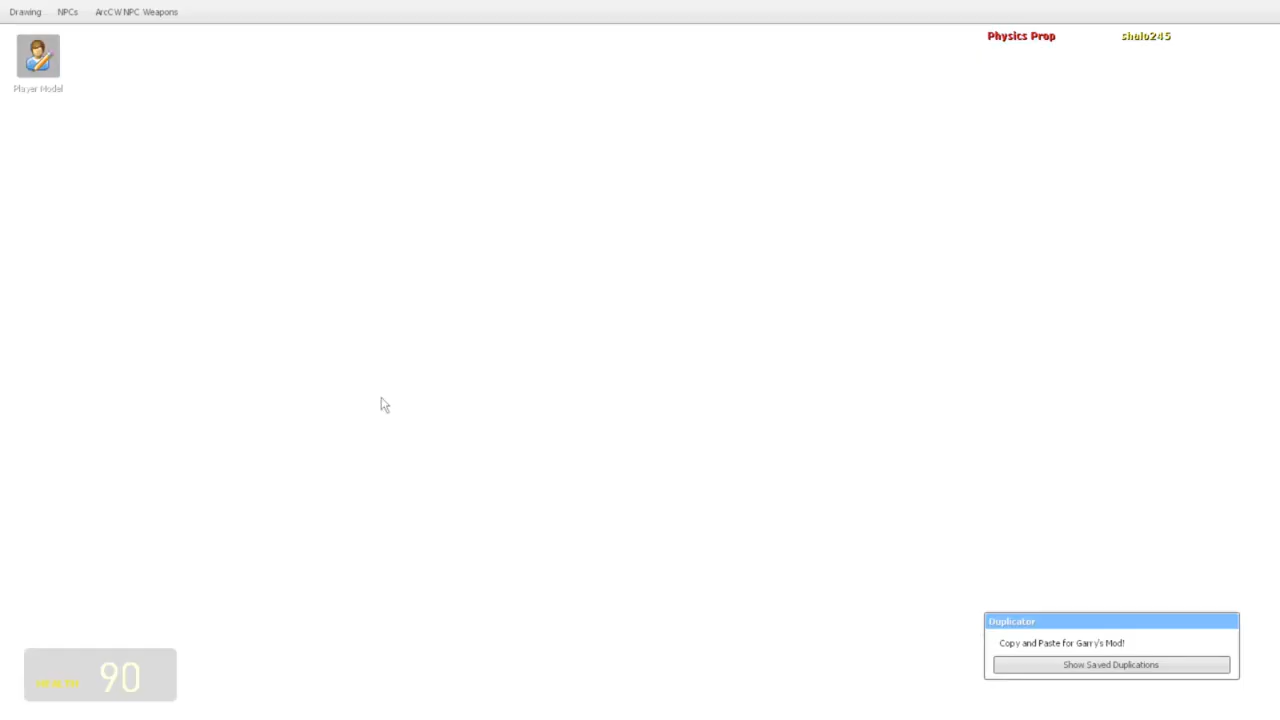 Drawing NPCs ArcCW NPC Weapons
Physics Prop shalo245
Player Model
Duplicator
Copy and Paste for Garry's Mod!
Show Saved Duplications
90